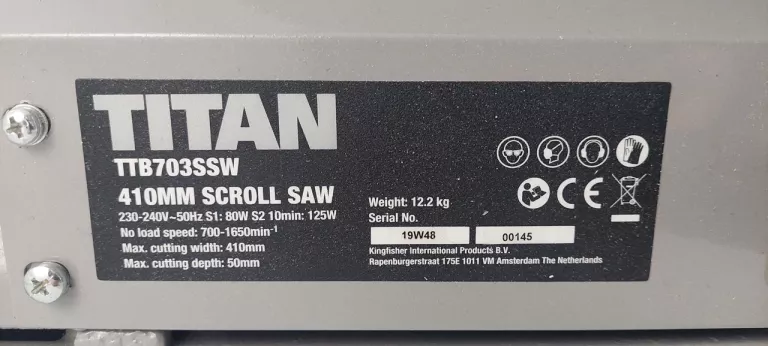 TITAN
TTB703SSW
410MM SCROLL SAW
230-240V~50Hz S1: 80W S2 10min: 125W
No load speed: 700-1650min⁻¹
Max. cutting width: 410mm
Max. cutting depth: 50mm
Weight: 12.2 kg
Serial No.
19W48 00145
Kingfisher International Products B.V.
Rapenburgerstraat 175E 1011 VM Amsterdam The Netherlands
CE